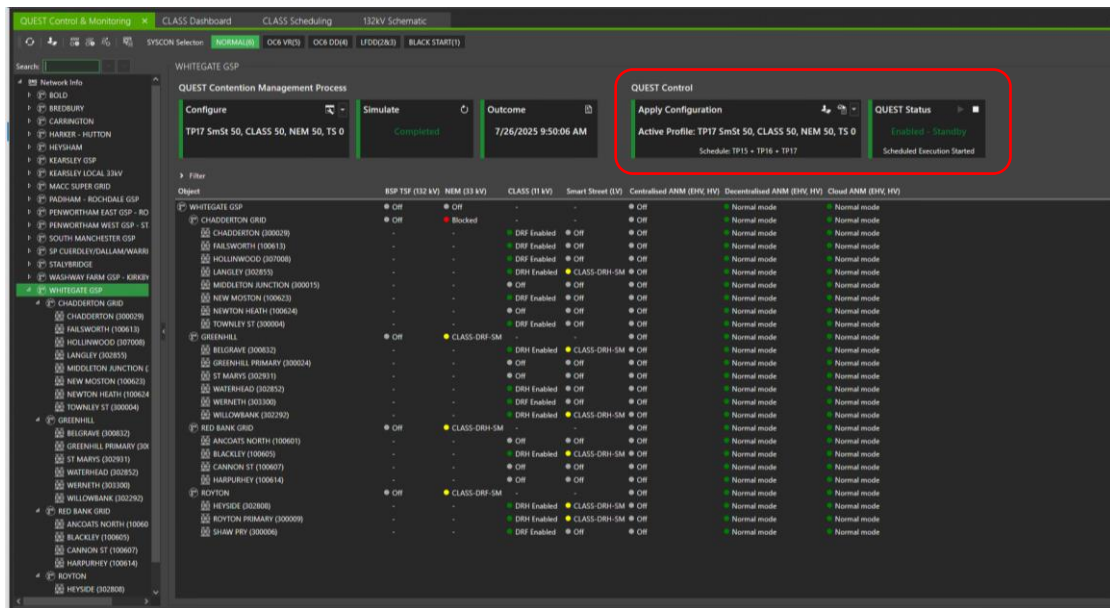 QUEST Control & Monitoring × CLASS Dashboard CLASS Scheduling 132kV Schematic
SYSCON Selector: NORMAL(6) OC6 VR(5) OC6 DD(4) LFDD(2&3) BLACK START(1)
Search:
Network Info
BOLD
BREDBURY
CARRINGTON
HARKER - HUTTON
HEYSHAM
KEARSLEY GSP
KEARSLEY LOCAL 33kV
MACC SUPER GRID
PADIHAM - ROCHDALE GSP
PENWORTHAM EAST GSP - RO
PENWORTHAM WEST GSP - ST.
SOUTH MANCHESTER GSP
SP CUERDLEY/DALLAM/WARRI
STALYBRIDGE
WASHWAY FARM GSP - KIRKBY
WHITEGATE GSP
CHADDERTON GRID
CHADDERTON (300029)
FAILSWORTH (100613)
HOLLINWOOD (307008)
LANGLEY (302855)
MIDDLETON JUNCTION (
NEW MOSTON (100623)
NEWTON HEATH (100624
TOWNLEY ST (300004)
GREENHILL
BELGRAVE (300832)
GREENHILL PRIMARY (300
ST MARYS (302931)
WATERHEAD (302852)
WERNETH (303300)
WILLOWBANK (302292)
RED BANK GRID
ANCOATS NORTH (10060
BLACKLEY (100605)
CANNON ST (100607)
HARPURHEY (100614)
ROYTON
HEYSIDE (302808)
WHITEGATE GSP
QUEST Contention Management Process
Configure
TP17 SmSt 50, CLASS 50, NEM 50, TS 0
Simulate
Completed
Outcome
7/26/2025 9:50:06 AM
QUEST Control
Apply Configuration
Active Profile: TP17 SmSt 50, CLASS 50, NEM 50, TS 0
Schedule: TP15 + TP16 + TP17
QUEST Status
Enabled - Standby
Scheduled Execution Started
Filter
Object BSP TSF (132 kV) NEM (33 kV) CLASS (11 kV) Smart Street (LV) Centralised ANM (EHV, HV) Decentralised ANM (EHV, HV) Cloud ANM (EHV, HV)
WHITEGATE GSP Off Off - - Off Normal mode Normal mode
CHADDERTON GRID Off Blocked - - Off Normal mode Normal mode
CHADDERTON (300029) - - DRF Enabled Off Off Normal mode Normal mode
FAILSWORTH (100613) - - DRF Enabled Off Off Normal mode Normal mode
HOLLINWOOD (307008) - - DRF Enabled Off Off Normal mode Normal mode
LANGLEY (302855) - - DRH Enabled CLASS-DRH-SM Off Normal mode Normal mode
MIDDLETON JUNCTION (300015) - - Off Off Off Normal mode Normal mode
NEW MOSTON (100623) - - DRF Enabled Off Off Normal mode Normal mode
NEWTON HEATH (100624) - - Off Off Off Normal mode Normal mode
TOWNLEY ST (300004) - - DRF Enabled Off Off Normal mode Normal mode
GREENHILL Off CLASS-DRF-SM - - Off Normal mode Normal mode
BELGRAVE (300832) - - DRH Enabled CLASS-DRH-SM Off Normal mode Normal mode
GREENHILL PRIMARY (300024) - - Off Off Off Normal mode Normal mode
ST MARYS (302931) - - Off Off Off Normal mode Normal mode
WATERHEAD (302852) - - DRH Enabled Off Off Normal mode Normal mode
WERNETH (303300) - - DRF Enabled Off Off Normal mode Normal mode
WILLOWBANK (302292) - - DRH Enabled CLASS-DRH-SM Off Normal mode Normal mode
RED BANK GRID Off CLASS-DRH-SM - - Off Normal mode Normal mode
ANCOATS NORTH (100601) - - Off Off Off Normal mode Normal mode
BLACKLEY (100605) - - DRH Enabled CLASS-DRH-SM Off Normal mode Normal mode
CANNON ST (100607) - - Off Off Off Normal mode Normal mode
HARPURHEY (100614) - - Off Off Off Normal mode Normal mode
ROYTON Off CLASS-DRF-SM - - Off Normal mode Normal mode
HEYSIDE (302808) - - DRH Enabled CLASS-DRH-SM Off Normal mode Normal mode
ROYTON PRIMARY (300009) - - DRH Enabled CLASS-DRH-SM Off Normal mode Normal mode
SHAW PRY (300006) - - DRF Enabled Off Off Normal mode Normal mode